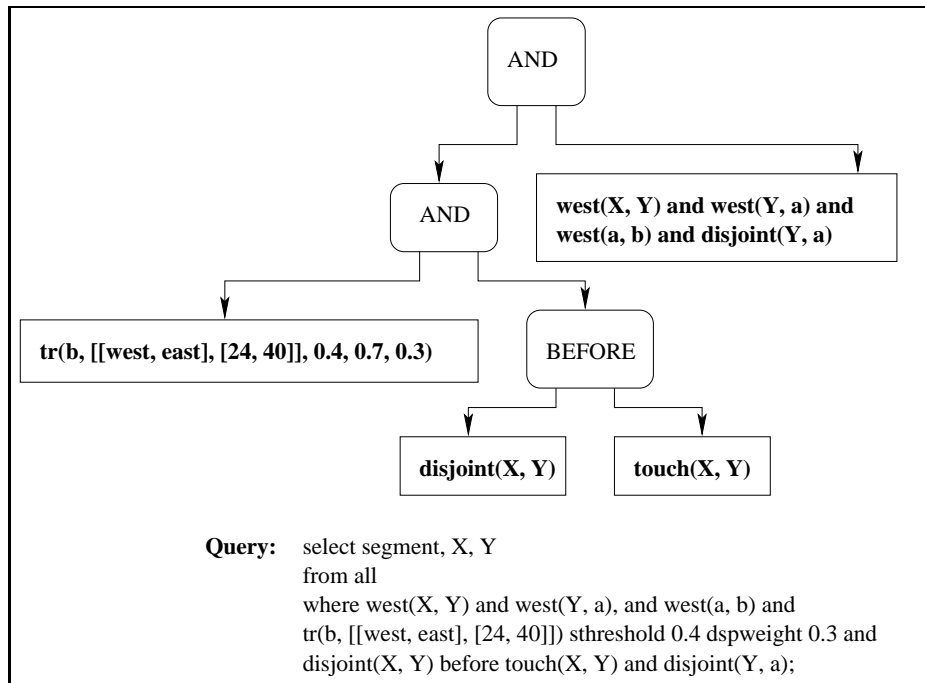 AND
AND
west(X, Y) and west(Y, a) and
west(a, b) and disjoint(Y, a)
tr(b, [[west, east], [24, 40]], 0.4, 0.7, 0.3)
BEFORE
disjoint(X, Y)
touch(X, Y)
Query: select segment, X, Y
from all
where west(X, Y) and west(Y, a), and west(a, b) and
tr(b, [[west, east], [24, 40]]) sthreshold 0.4 dspweight 0.3 and
disjoint(X, Y) before touch(X, Y) and disjoint(Y, a);